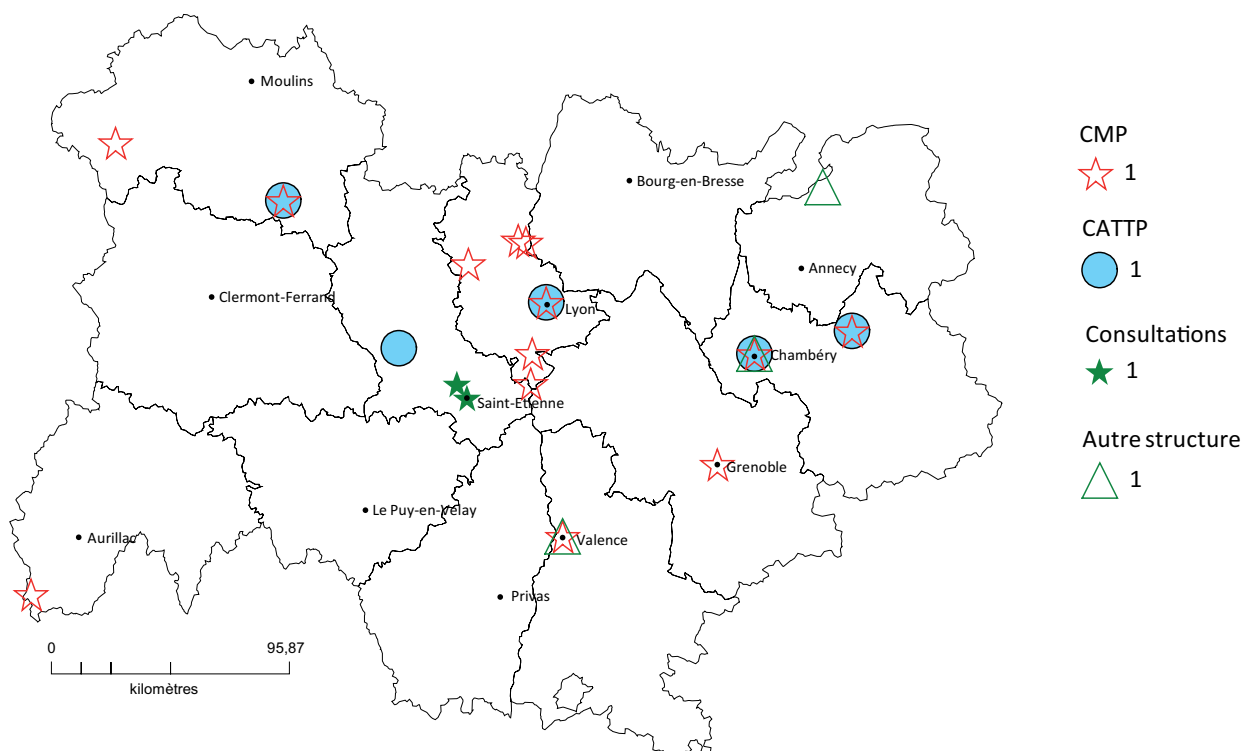 Moulins
Bourg-en-Bresse
Annecy
Clermont-Ferrand
Lyon
Chambéry
Saint-Etienne
Grenoble
Le Puy-en-Velay
Aurillac
Valence
Privas
0 95,87
kilomètres
CMP
1
CATTP
1
Consultations
1
Autre structure
1